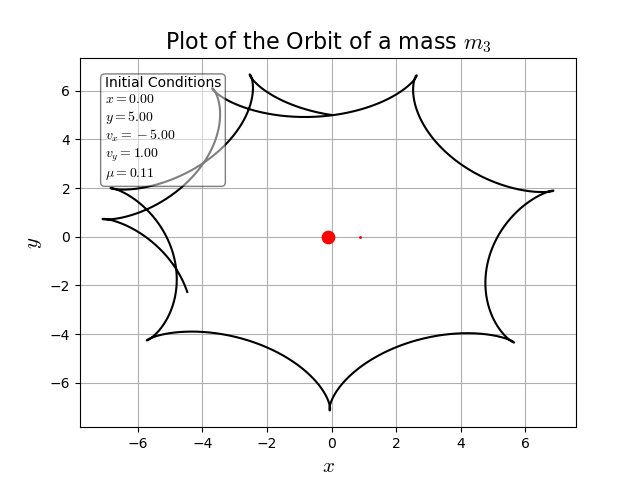 Plot of the Orbit of a mass m₃
Initial Conditions
x = 0.00
y = 5.00
vₓ = −5.00
v_y = 1.00
μ = 0.11
6
4
2
0
−2
−4
−6
y
−6 −4 −2 0 2 4 6
x